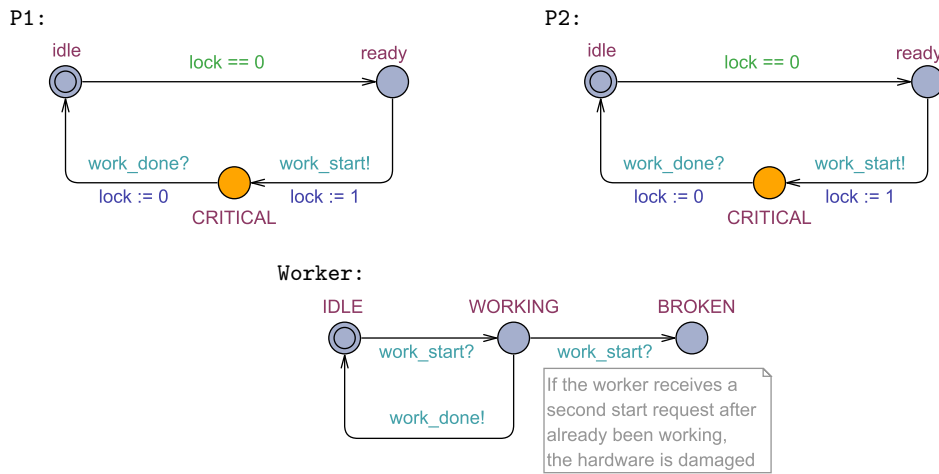 P1:
P2:
idle
ready
lock == 0
work_done?
work_start!
lock := 0
lock := 1
CRITICAL
idle
ready
lock == 0
work_done?
work_start!
lock := 0
lock := 1
CRITICAL
Worker:
IDLE
WORKING
BROKEN
work_start?
work_start?
work_done!
If the worker receives a
second start request after
already been working,
the hardware is damaged